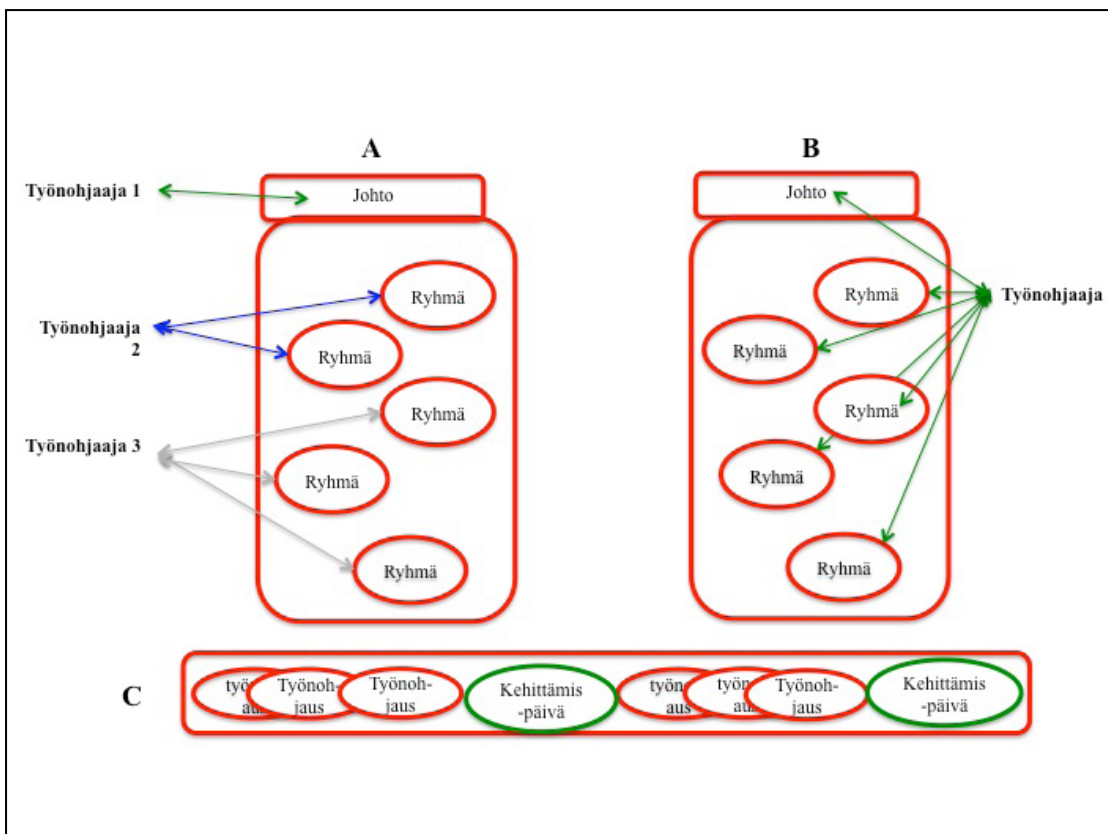 A
Työnohjaaja 1
Johto
Ryhmä
Työnohjaaja
2
Ryhmä
Ryhmä
Työnohjaaja 3
Ryhmä
Ryhmä
B
Johto
Ryhmä
Työnohjaaja
Ryhmä
Ryhmä
Ryhmä
Ryhmä
C
Työnoh-
jaus
Työnoh-
jaus
Kehittämis
-päivä
Työnoh-
jaus
Kehittämis
-päivä